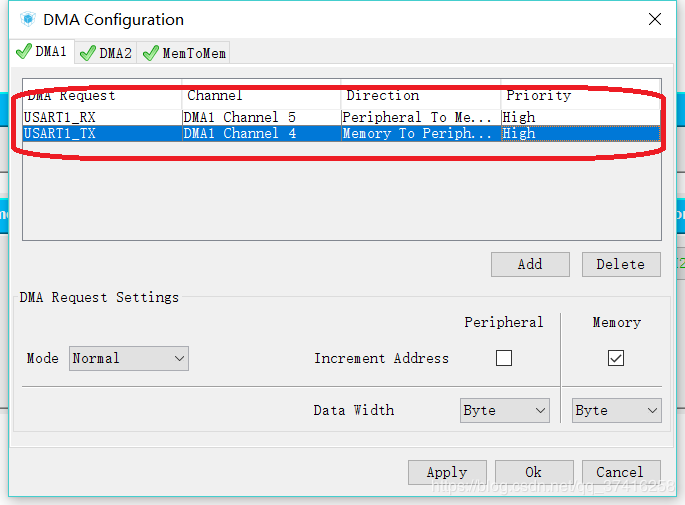 DMA Configuration
DMA1 DMA2 MemToMem
DMA Request Channel Direction Priority
USART1_RX DMA1 Channel 5 Peripheral To Me... High
USART1_TX DMA1 Channel 4 Memory To Periph... High
Add Delete
DMA Request Settings
Peripheral Memory
Mode Normal Increment Address
Data Width Byte Byte
Apply Ok Cancel
https://blog.csdn.net/qq_37416258